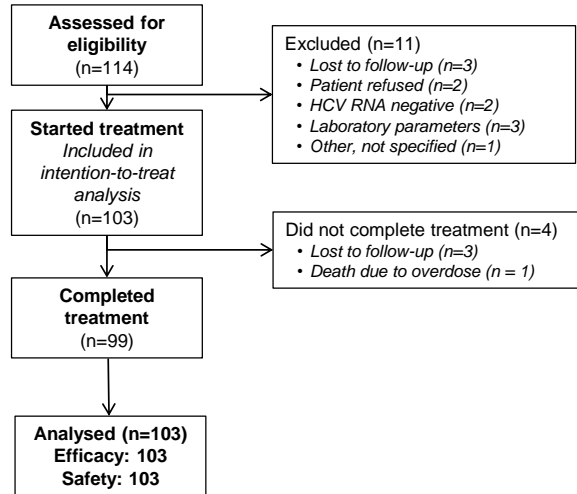 Assessed for
eligibility
(n=114)
Excluded (n=11)
• Lost to follow-up (n=3)
• Patient refused (n=2)
• HCV RNA negative (n=2)
• Laboratory parameters (n=3)
• Other, not specified (n=1)
Started treatment
Included in
intention-to-treat
analysis
(n=103)
Did not complete treatment (n=4)
• Lost to follow-up (n=3)
• Death due to overdose (n = 1)
Completed
treatment
(n=99)
Analysed (n=103)
Efficacy: 103
Safety: 103